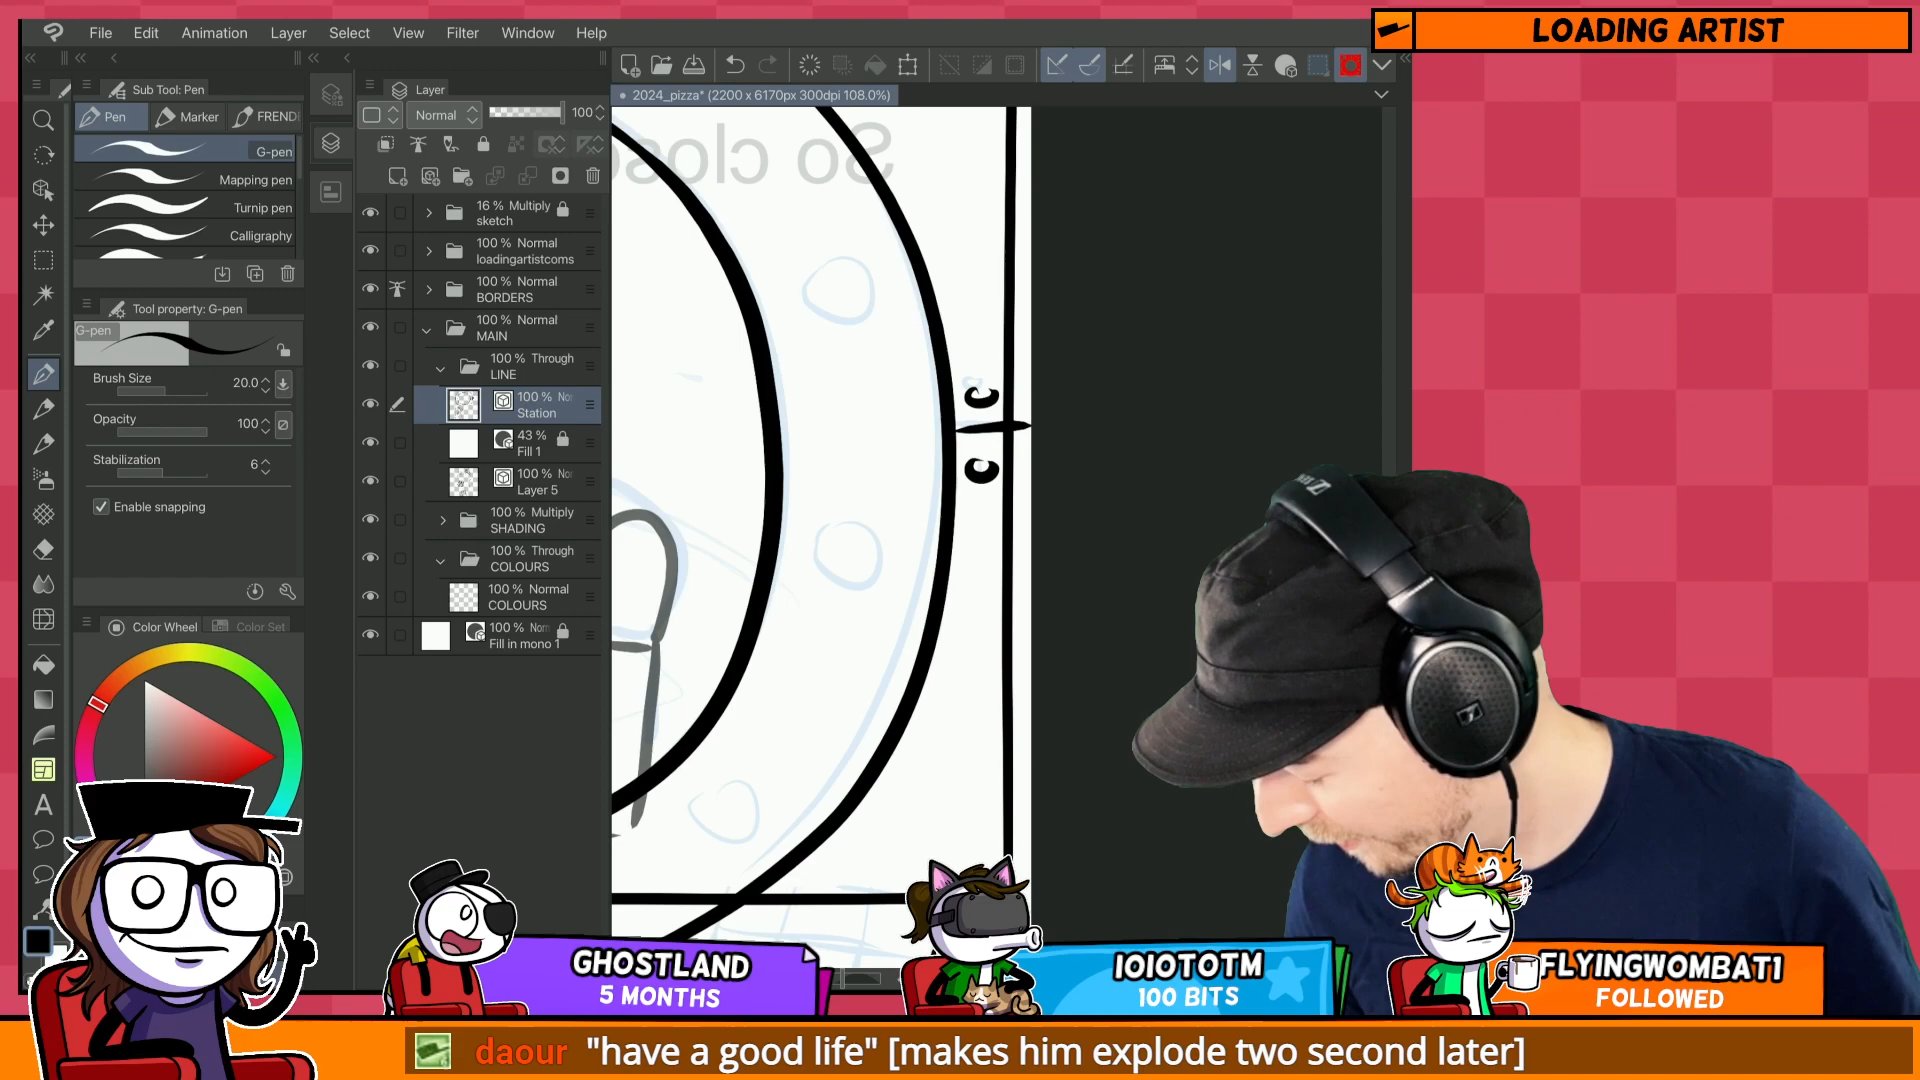 LOADING ARTIST
File Edit Animation Layer Select View Filter Window Help
Sub Tool: Pen
Pen Marker FREND
G-pen
Mapping pen
Turnip pen
Calligraphy
Tool property: G-pen
G-pen
Brush Size 20.0
Opacity 100
Stabilization 6
Enable snapping
Color Wheel Color Set
Layer
Normal 100
16 % Multiply
sketch
100 % Normal
loadingartistcoms
100 % Normal
BORDERS
100 % Normal
MAIN
100 % Through
LINE
100 % No
Station
43 %
Fill 1
100 % No
Layer 5
100 % Multiply
SHADING
100 % Through
COLOURS
100 % Normal
COLOURS
100 % Norn
Fill in mono 1
2024_pizza* (2200 x 6170px 300dpi 108.0%)
So close
GHOSTLAND
5 MONTHS
IOIOTOTM
100 BITS
FLYINGWOMBAT1
FOLLOWED
daour "have a good life" [makes him explode two second later]